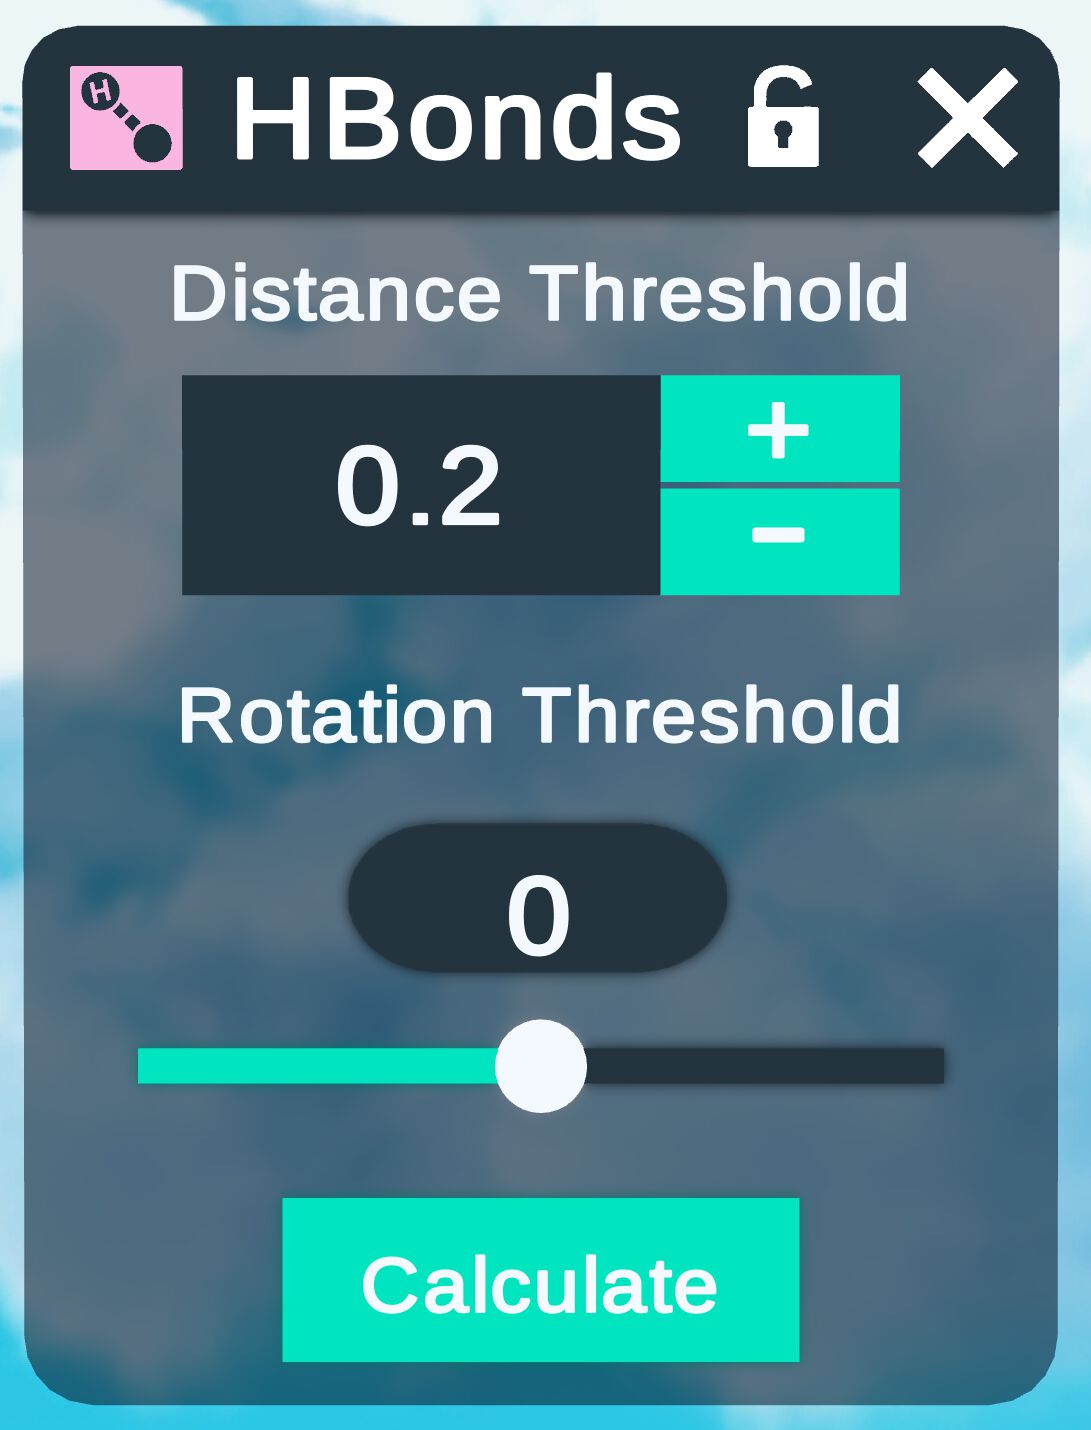 H
HBonds
Distance Threshold
0.2
+
-
Rotation Threshold
0
Calculate